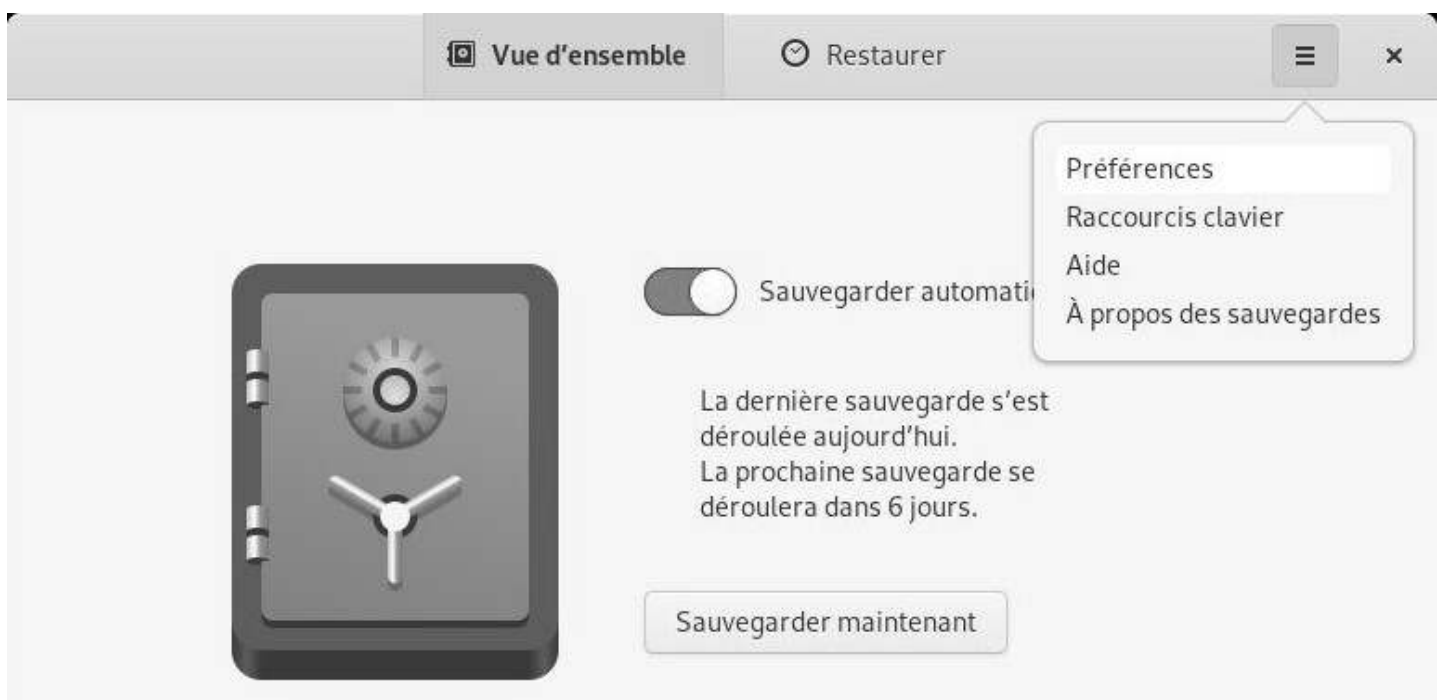 Vue d’ensemble
Restaurer
Préférences
Raccourcis clavier
Aide
À propos des sauvegardes
Sauvegarder automati
La dernière sauvegarde s’est
déroulée aujourd’hui.
La prochaine sauvegarde se
déroulera dans 6 jours.
Sauvegarder maintenant